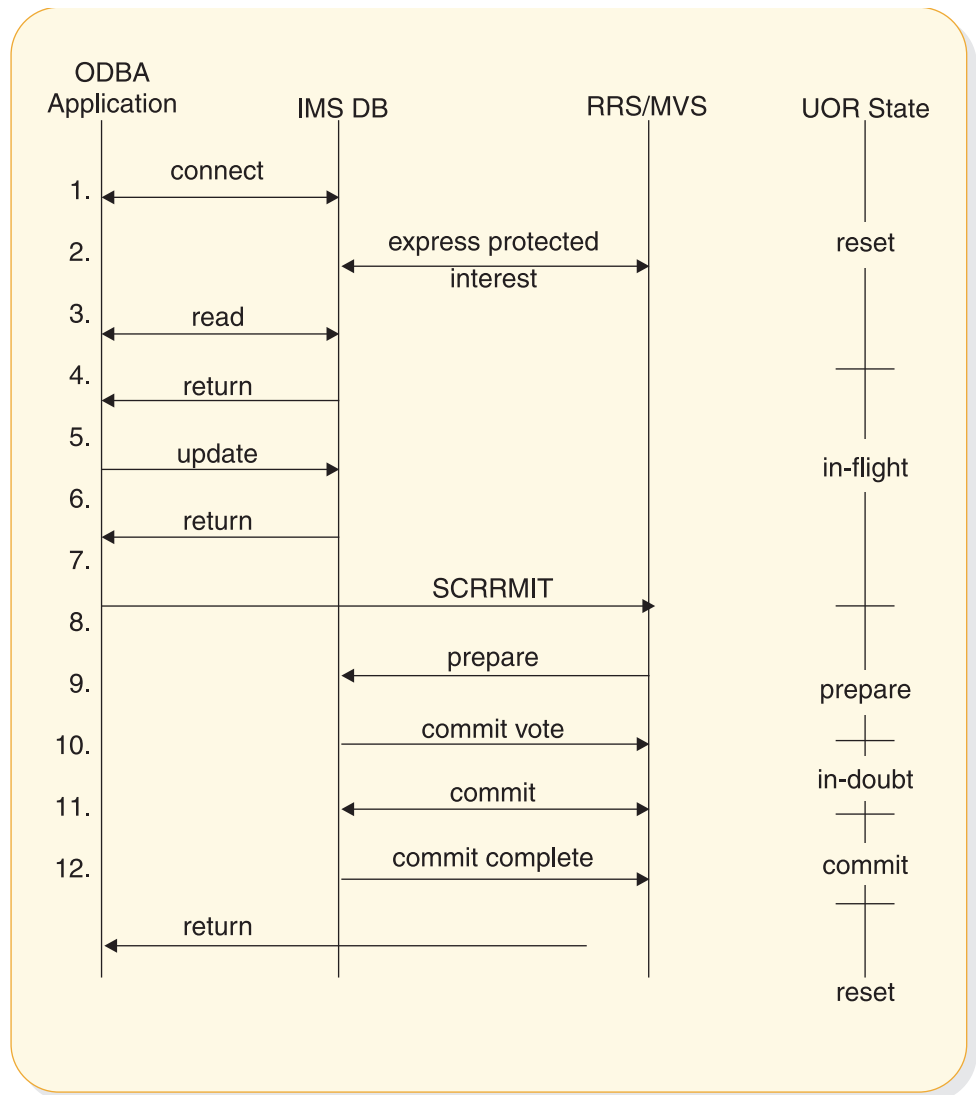 ODBA
Application
IMS DB
RRS/MVS
UOR State
1.
connect
2.
express protected
interest
reset
3.
read
4.
return
5.
update
in-flight
6.
return
7.
SCRRMIT
8.
prepare
9.
prepare
10.
commit vote
in-doubt
11.
commit
12.
commit complete
commit
return
reset